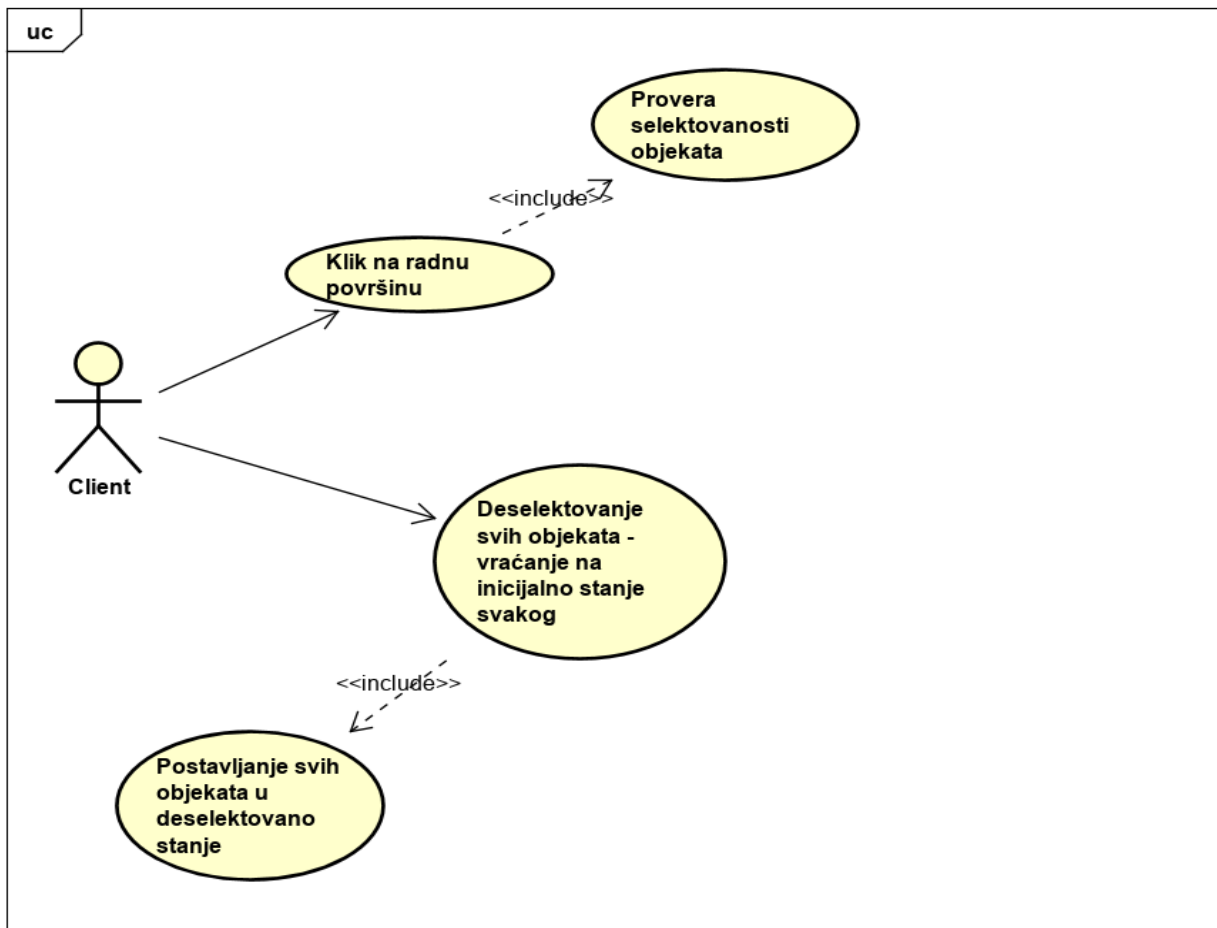 uc
Provera
selektovanosti
objekata
<<include>>
Klik na radnu
površinu
Client
Deselektovanje
svih objekata -
vraćanje na
inicijalno stanje
svakog
<<include>>
Postavljanje svih
objekata u
deselektovano
stanje